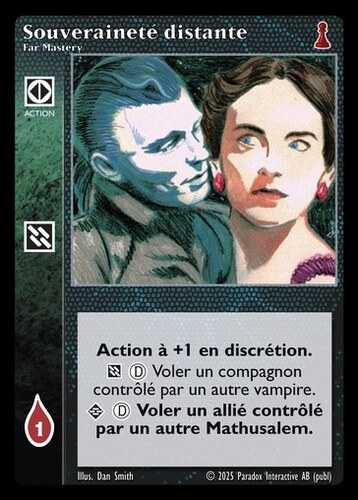 Souveraineté distante
Far Mastery
ACTION
Action à +1 en discrétion.
D Voler un compagnon
contrôlé par un autre vampire.
D Voler un allié contrôlé
par un autre Mathusalem.
1
Illus. Dan Smith © 2025 Paradox Interactive AB (publ)